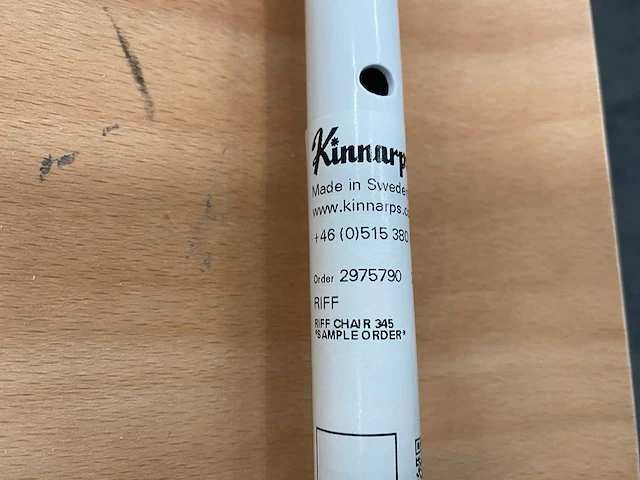 Kinnarp
Made in Swede
www.kinnarps.c
+46 (0)515 380
Order 2975790
RIFF
RIFF CHAIR 345
*SAMPLE ORDER*